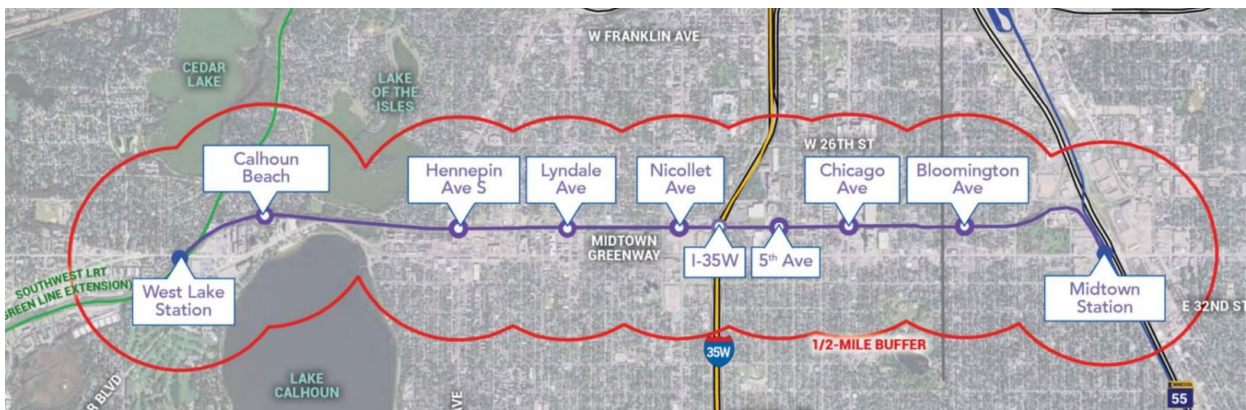 W FRANKLIN AVE
CEDAR
LAKE
LAKE
OF THE
ISLES
W 26TH ST
Calhoun
Beach
Hennepin
Ave S
Lyndale
Ave
Nicollet
Ave
Chicago
Ave
Bloomington
Ave
MIDTOWN
GREENWAY
I-35W
5th Ave
SOUTHWEST LRT
(GREEN LINE EXTENSION)
West Lake
Station
Midtown
Station
E 32ND ST
1/2-MILE BUFFER
35W
LAKE
CALHOUN
R BLVD
AVE
55